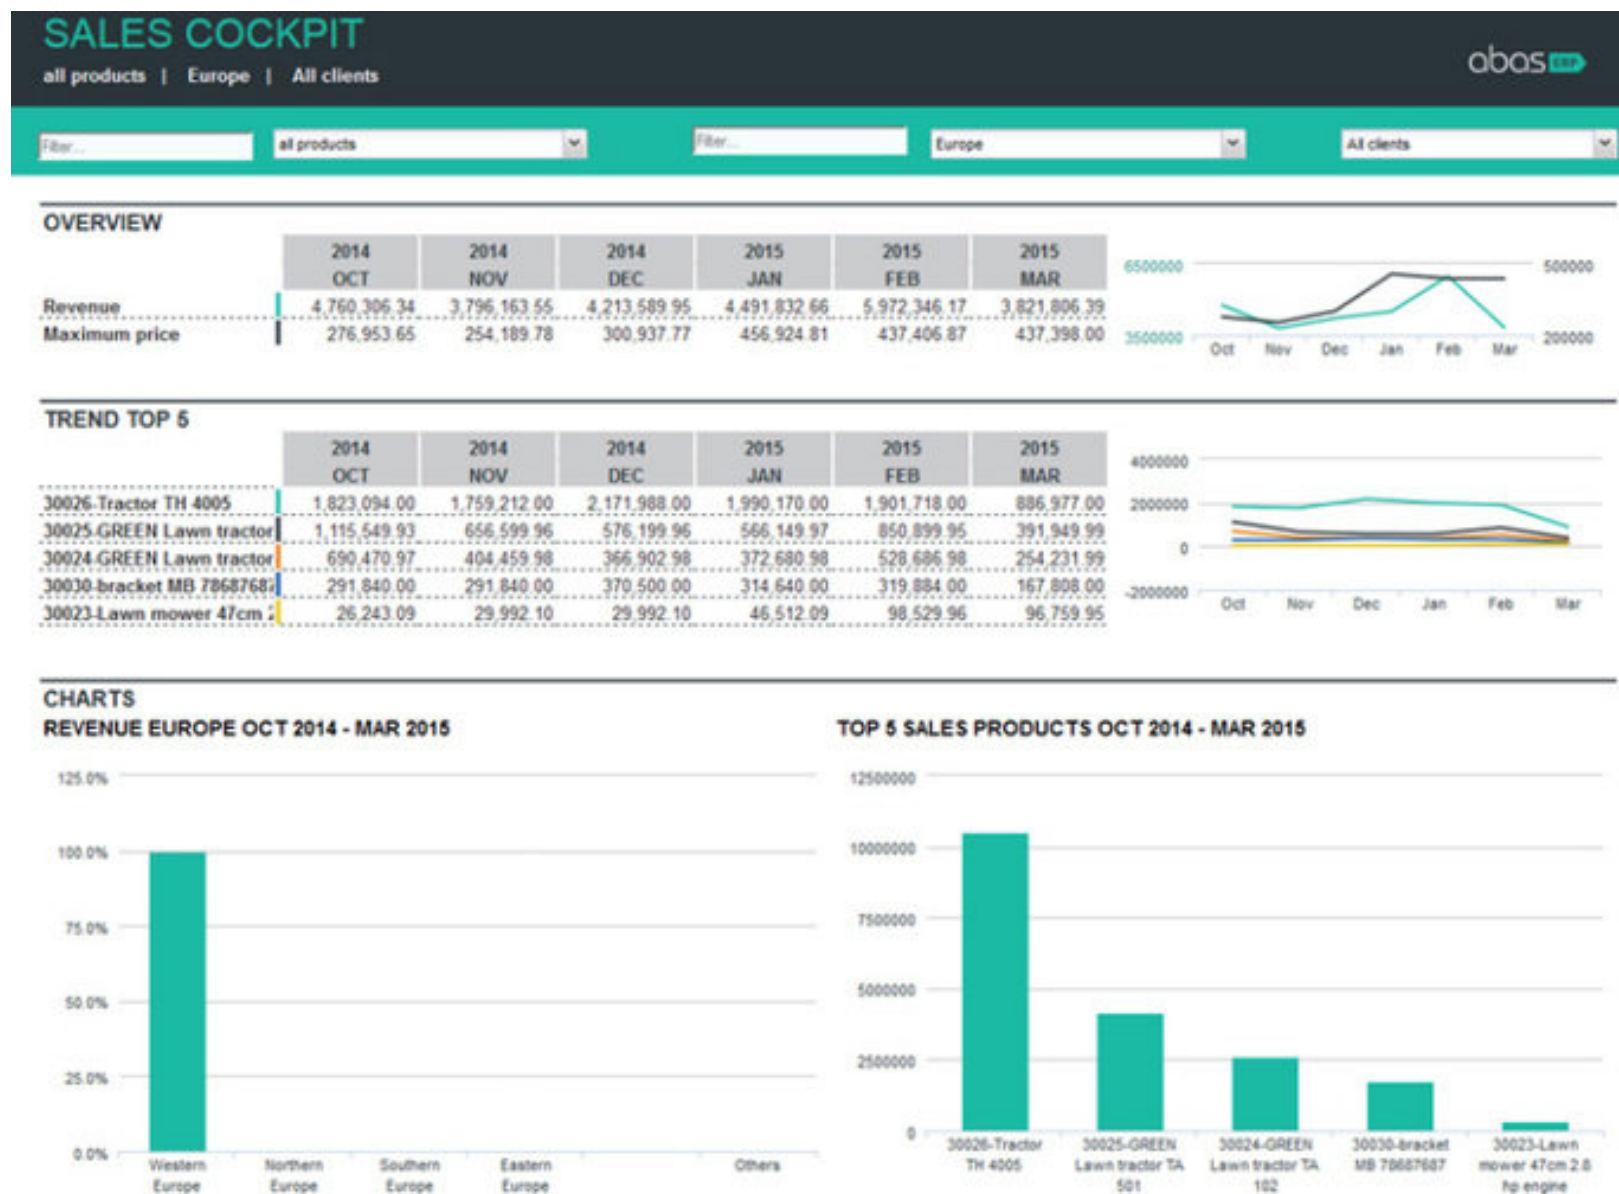 SALES COCKPIT
all products | Europe | All clients
abas ERP
Filter... all products Filter... Europe All clients
OVERVIEW
2014 2014 2014 2015 2015 2015
OCT NOV DEC JAN FEB MAR
Revenue 4,760,306.34 3,796,163.55 4,213,589.95 4,491,832.66 5,972,346.17 3,821,806.39
Maximum price 276,953.65 254,189.78 300,937.77 456,924.81 437,406.87 437,398.00
6500000 500000
3500000 200000
Oct Nov Dec Jan Feb Mar
TREND TOP 5
2014 2014 2014 2015 2015 2015
OCT NOV DEC JAN FEB MAR
30026-Tractor TH 4005 1,823,094.00 1,759,212.00 2,171,988.00 1,990,170.00 1,901,718.00 886,977.00
30025-GREEN Lawn tractor 1,115,549.93 656,599.96 576,199.96 566,149.97 850,899.95 391,949.99
30024-GREEN Lawn tractor 690,470.97 404,459.98 366,902.98 372,680.98 528,686.98 254,231.99
30030-bracket MB 7868768 291,840.00 291,840.00 370,500.00 314,640.00 319,884.00 167,808.00
30023-Lawn mower 47cm 2 26,243.09 29,992.10 29,992.10 46,512.09 98,529.96 96,759.95
4000000
2000000
0
-2000000
Oct Nov Dec Jan Feb Mar
CHARTS
REVENUE EUROPE OCT 2014 - MAR 2015
125.0%
100.0%
75.0%
50.0%
25.0%
0.0%
Western Northern Southern Eastern Others
Europe Europe Europe Europe
TOP 5 SALES PRODUCTS OCT 2014 - MAR 2015
12500000
10000000
7500000
5000000
2500000
0
30026-Tractor 30025-GREEN 30024-GREEN 30030-bracket 30023-Lawn
TH 4005 Lawn tractor TA Lawn tractor TA MB 78687687 mower 47cm 2.8
501 102 hp engine